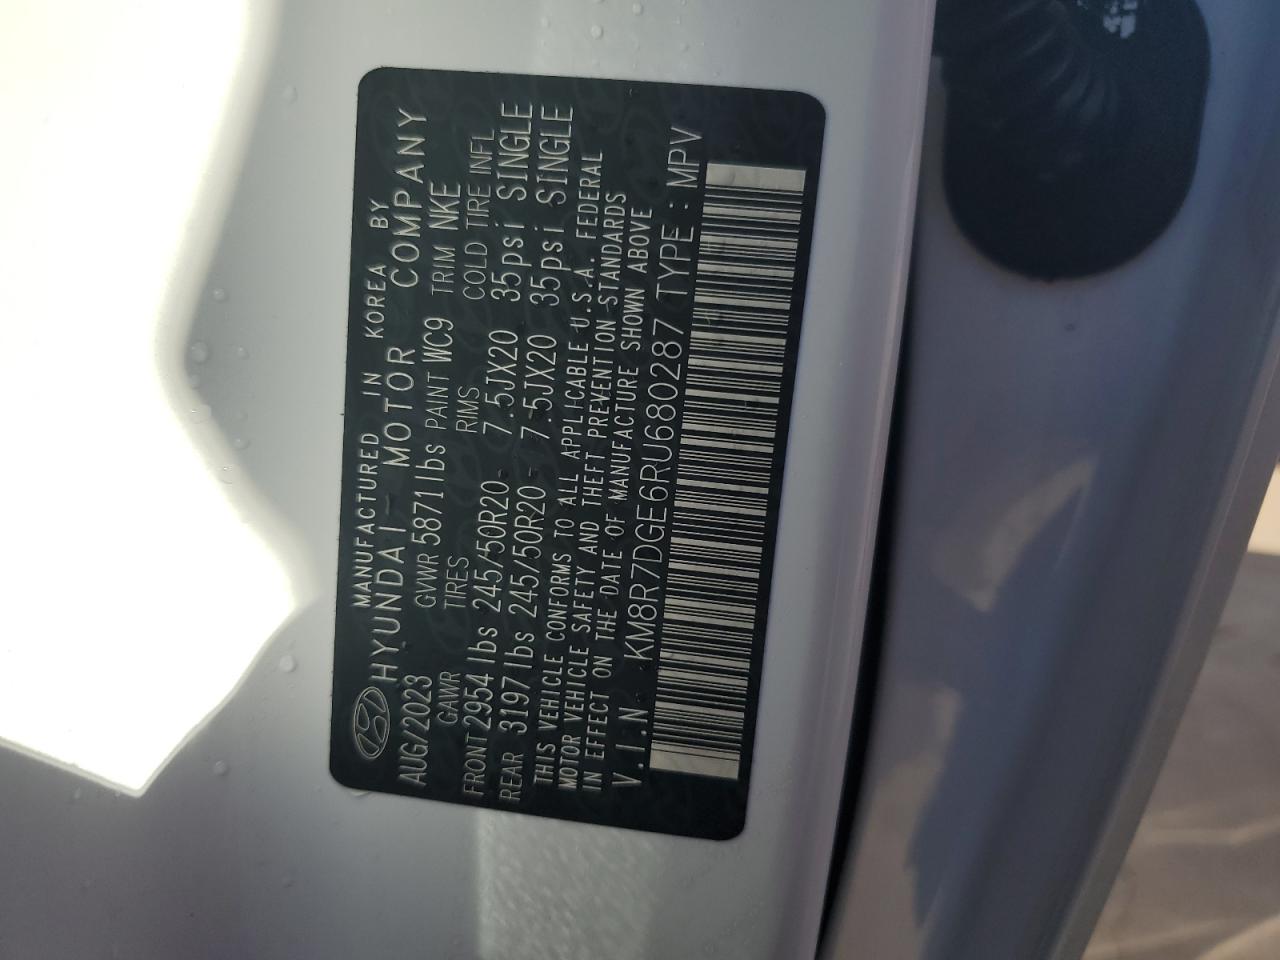 MANUFACTURED IN KOREA BY
HYUNDAI MOTOR COMPANY
AUG/2023 GVWR 5871lbs PAINT WC9 TRIM NKE
GAWR TIRES RIMS COLD TIRE INFL
FRONT 2954lbs 245/50R20 7.5JX20 35psi SINGLE
REAR 3197lbs 245/50R20 7.5JX20 35psi SINGLE
THIS VEHICLE CONFORMS TO ALL APPLICABLE U.S.A. FEDERAL
MOTOR VEHICLE SAFETY AND THEFT PREVENTION STANDARDS
IN EFFECT ON THE DATE OF MANUFACTURE SHOWN ABOVE
V.I.N KM8R7DGE6RU680287 TYPE : MPV